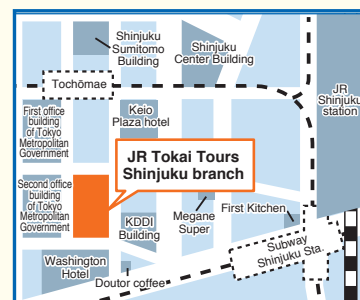 Shinjuku
Sumitomo
Building
Shinjuku
Center Building
Tochōmae
JR
Shinjuku
station
First office
building
of Tokyo
Metropolitan
Government
Keio
Plaza hotel
JR Tokai Tours
Shinjuku branch
Second office
building
of Tokyo
Metropolitan
Government
KDDI
Building
Megane
Super
First Kitchen
Subway
Shinjuku Sta.
Washington
Hotel
Doutor coffee